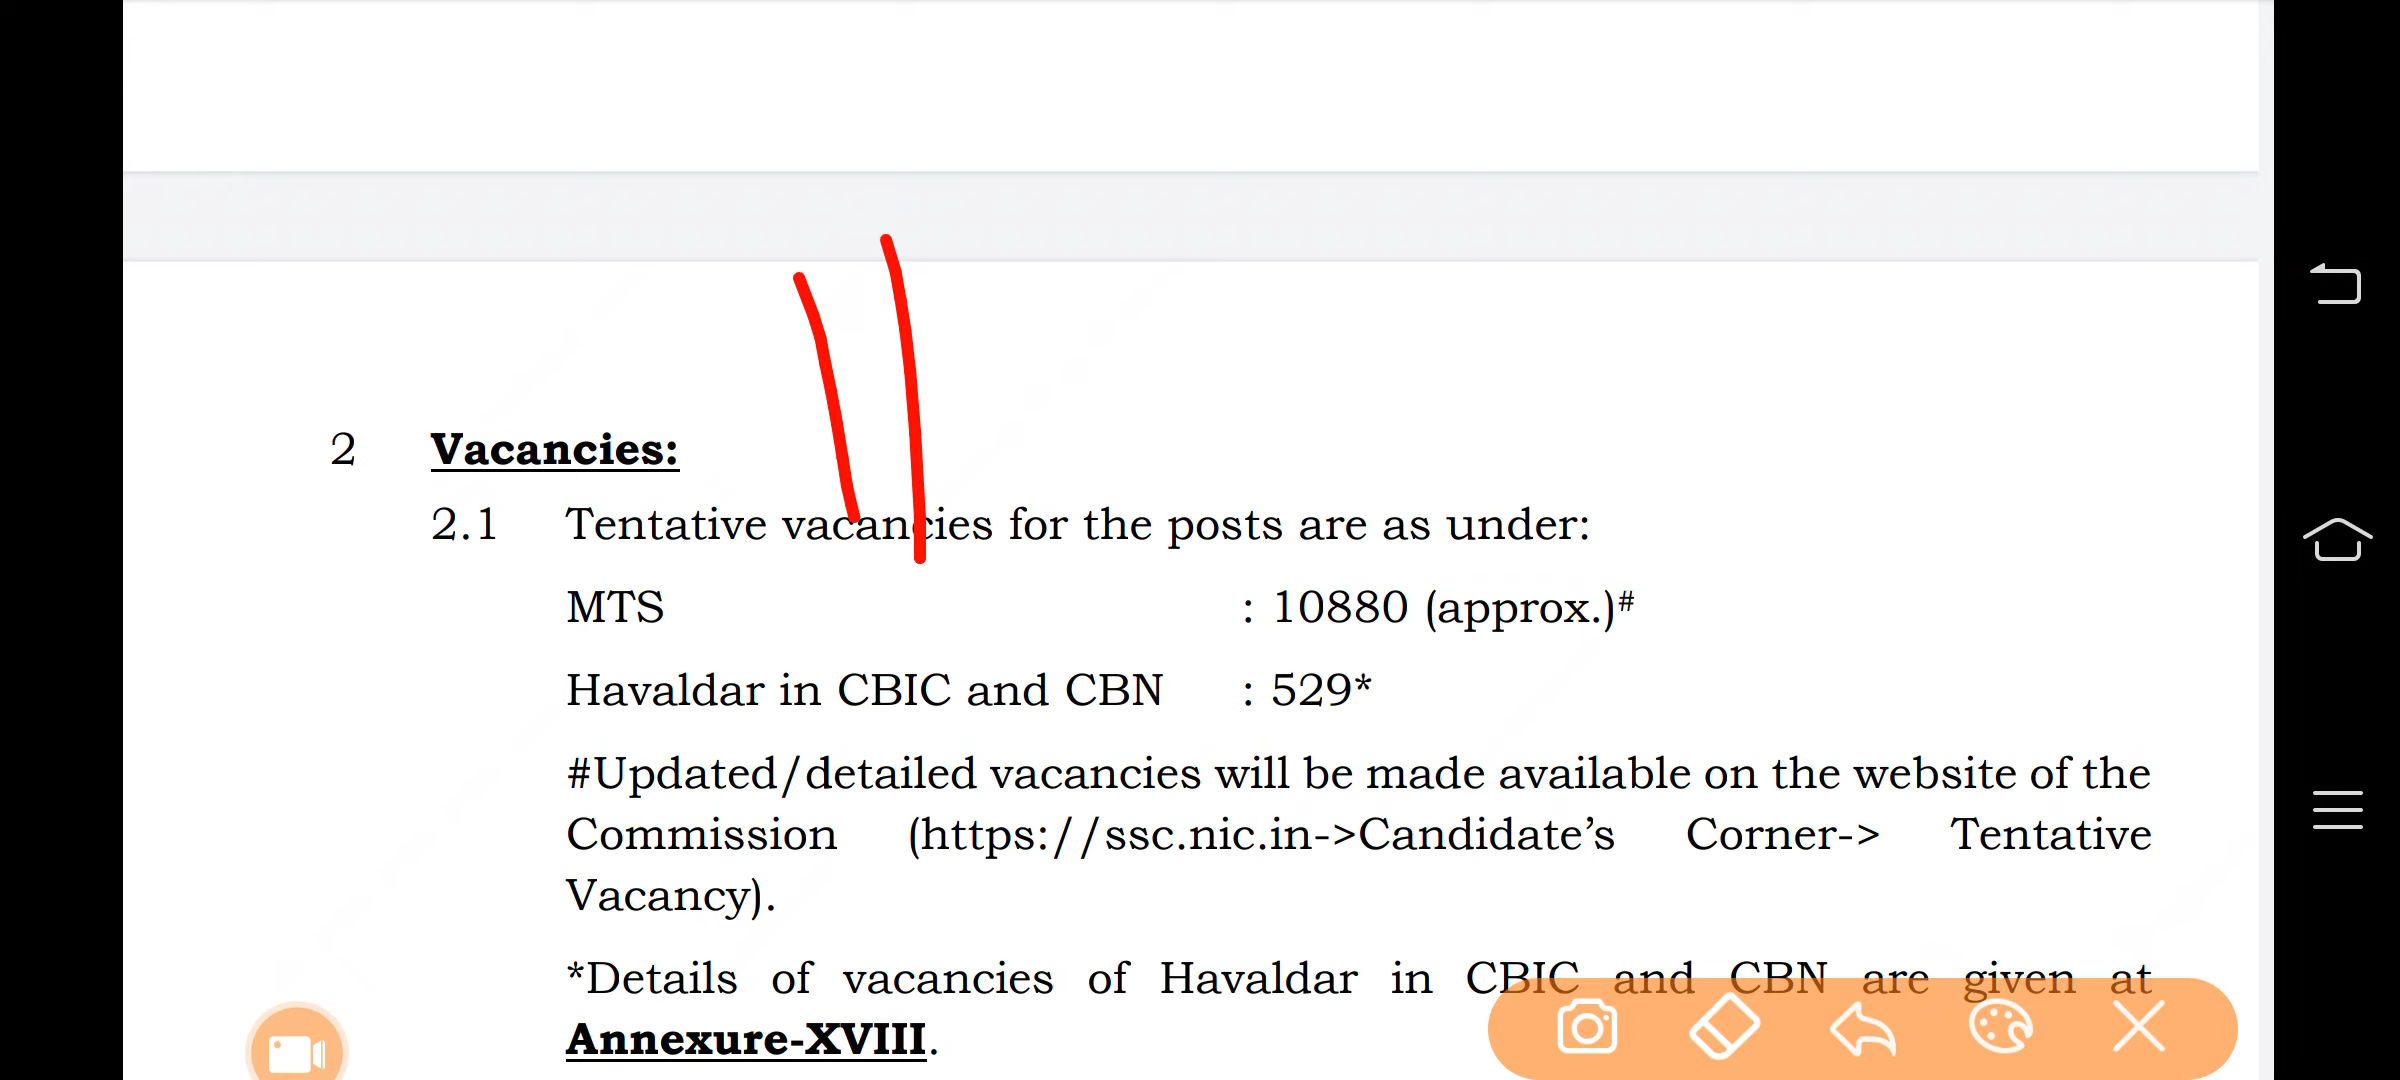 2 Vacancies:
2.1 Tentative vacancies for the posts are as under:
MTS : 10880 (approx.)#
Havaldar in CBIC and CBN : 529*
#Updated/detailed vacancies will be made available on the website of the
Commission (https://ssc.nic.in->Candidate’s Corner-> Tentative
Vacancy).
*Details of vacancies of Havaldar in CBIC and CBN are given at
Annexure-XVIII.